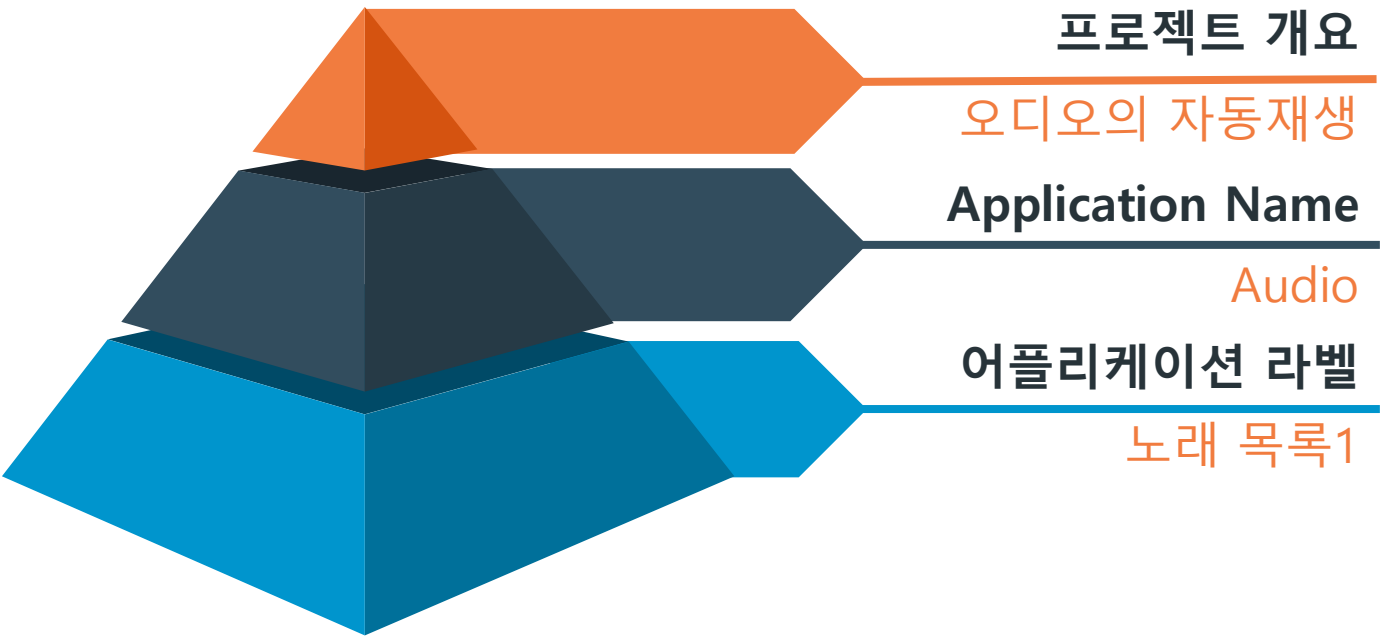 프로젝트 개요
오디오의 자동재생
Application Name
Audio
어플리케이션 라벨
노래 목록1